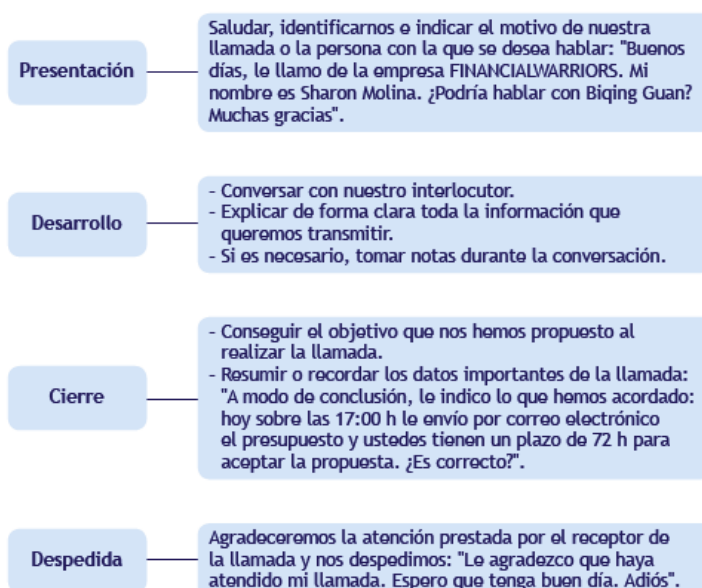 Presentación
Saludar, identificarnos e indicar el motivo de nuestra
llamada o la persona con la que se desea hablar: "Buenos
días, le llamo de la empresa FINANCIALWARRIORS. Mi
nombre es Sharon Molina. ¿Podría hablar con Biqing Guan?
Muchas gracias".
Desarrollo
- Conversar con nuestro interlocutor.
- Explicar de forma clara toda la información que
queremos transmitir.
- Si es necesario, tomar notas durante la conversación.
Cierre
- Conseguir el objetivo que nos hemos propuesto al
realizar la llamada.
- Resumir o recordar los datos importantes de la llamada:
"A modo de conclusión, le indico lo que hemos acordado:
hoy sobre las 17:00 h le envío por correo electrónico
el presupuesto y ustedes tienen un plazo de 72 h para
aceptar la propuesta. ¿Es correcto?".
Despedida
Agradeceremos la atención prestada por el receptor de
la llamada y nos despedimos: "Le agradezco que haya
atendido mi llamada. Espero que tenga buen día. Adiós".